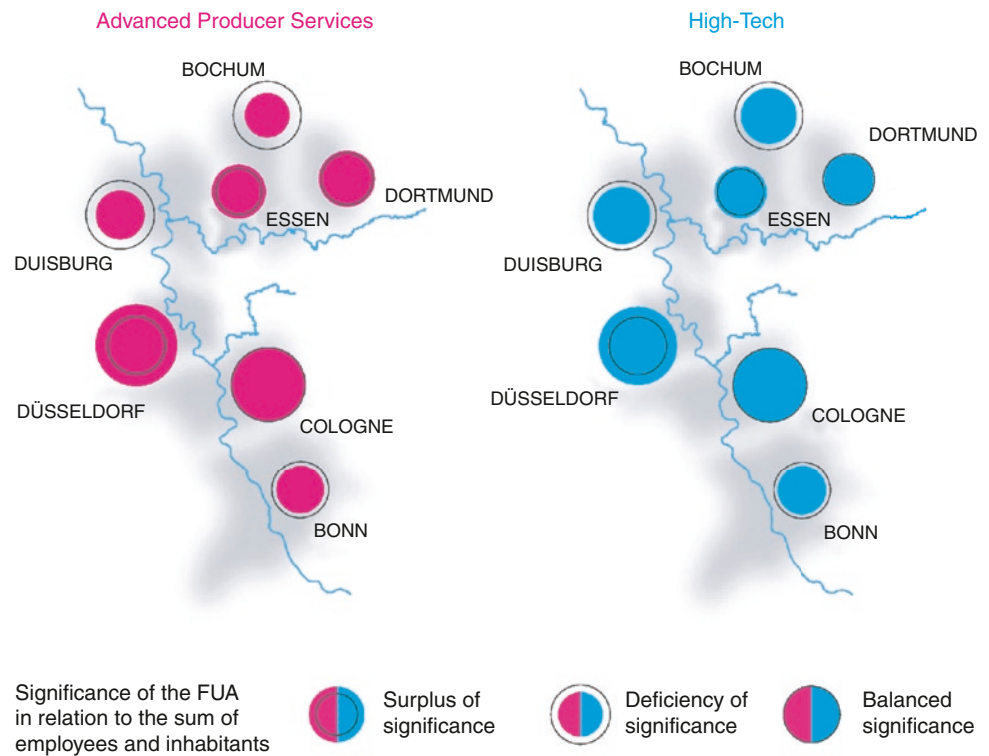 Advanced Producer Services
BOCHUM
DORTMUND
ESSEN
DUISBURG
DÜSSELDORF
COLOGNE
BONN
High-Tech
BOCHUM
DORTMUND
ESSEN
DUISBURG
DÜSSELDORF
COLOGNE
BONN
Significance of the FUA
in relation to the sum of
employees and inhabitants
Surplus of
significance
Deficiency of
significance
Balanced
significance